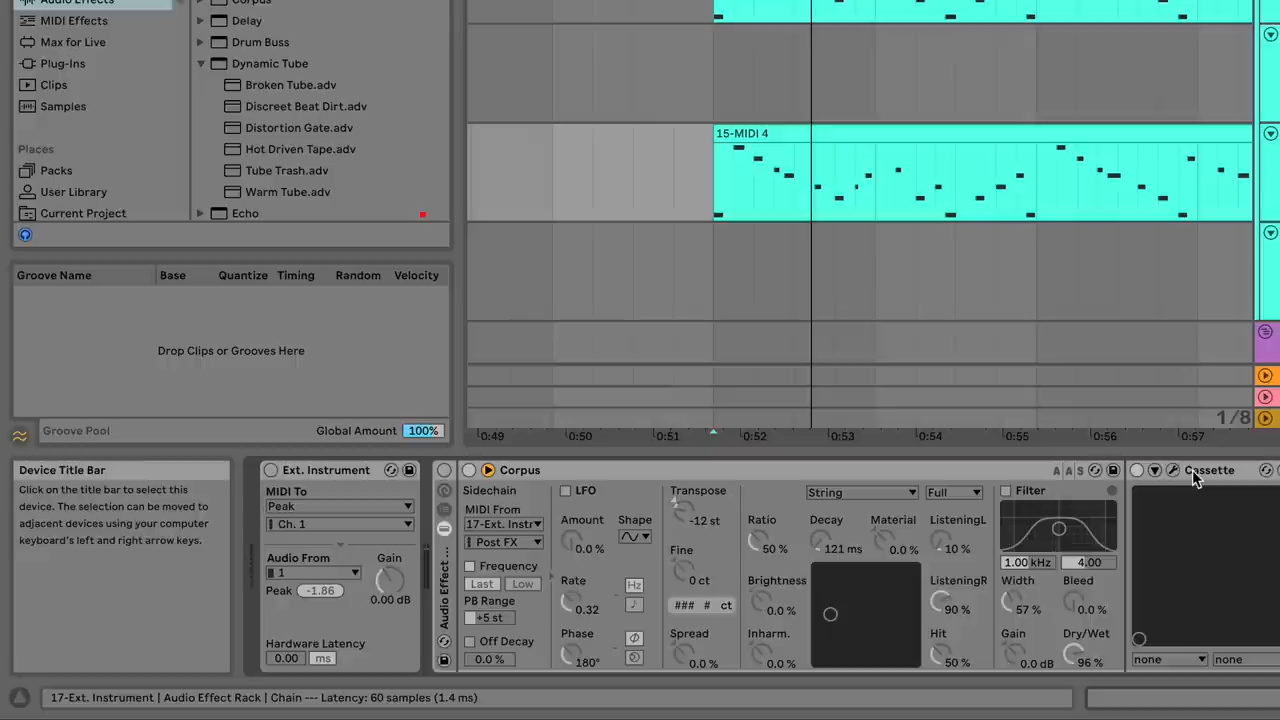 Audio Effects
MIDI Effects
Max for Live
Plug-Ins
Clips
Samples
Places
Packs
User Library
Current Project
Corpus
Delay
Drum Buss
Dynamic Tube
Broken Tube.adv
Discreet Beat Dirt.adv
Distortion Gate.adv
Hot Driven Tape.adv
Tube Trash.adv
Warm Tube.adv
Echo
15-MIDI 4
Groove Name Base Quantize Timing Random Velocity
Drop Clips or Grooves Here
Groove Pool
Global Amount 100%
1/8
0:49 0:50 0:51 0:52 0:53 0:54 0:55 0:56 0:57
Device Title Bar
Click on the title bar to select this
device. The selection can be moved to
adjacent devices using your computer
keyboard's left and right arrow keys.
Ext. Instrument
MIDI To
Peak
Ch. 1
Audio From
Gain
1
Peak -1.86
0.00 dB
Hardware Latency
0.00 ms
Audio Effect ...
Corpus
A A S
Sidechain
MIDI From
17-Ext. Instr
Post FX
Frequency
Last Low
PB Range
+5 st
Off Decay
0.0 %
LFO
Amount Shape
0.0 %
Rate
0.32
Hz
Phase
180°
Transpose
-12 st
Fine
0 ct
### # ct
Spread
0.0 %
String
Full
Ratio
50 %
Decay
121 ms
Material
0.0 %
ListeningL
10 %
Brightness
0.0 %
ListeningR
90 %
Inharm.
0.0 %
Hit
50 %
Filter
1.00 kHz 4.00
Width
57 %
Bleed
0.0 %
Gain
0.0 dB
Dry/Wet
96 %
Cassette
none
none
17-Ext. Instrument | Audio Effect Rack | Chain --- Latency: 60 samples (1.4 ms)